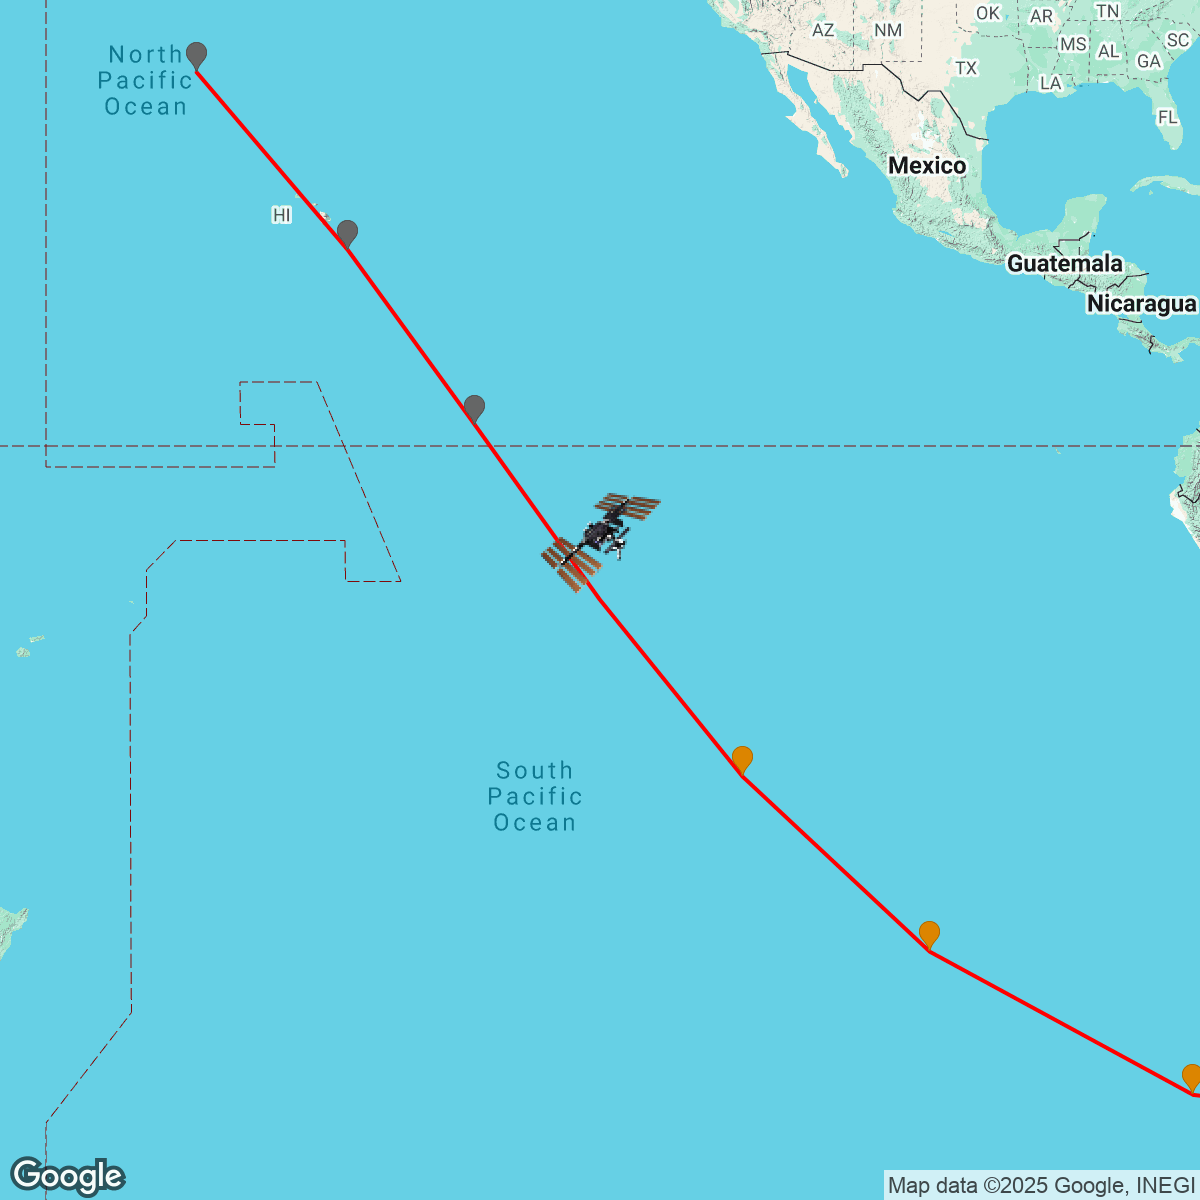 OK
AR
TN
AZ
NM
MS
AL
SC
GA
TX
LA
FL
North
Pacific
Ocean
Mexico
HI
Guatemala
Nicaragua
South
Pacific
Ocean
Google
Map data ©2025 Google, INEGI